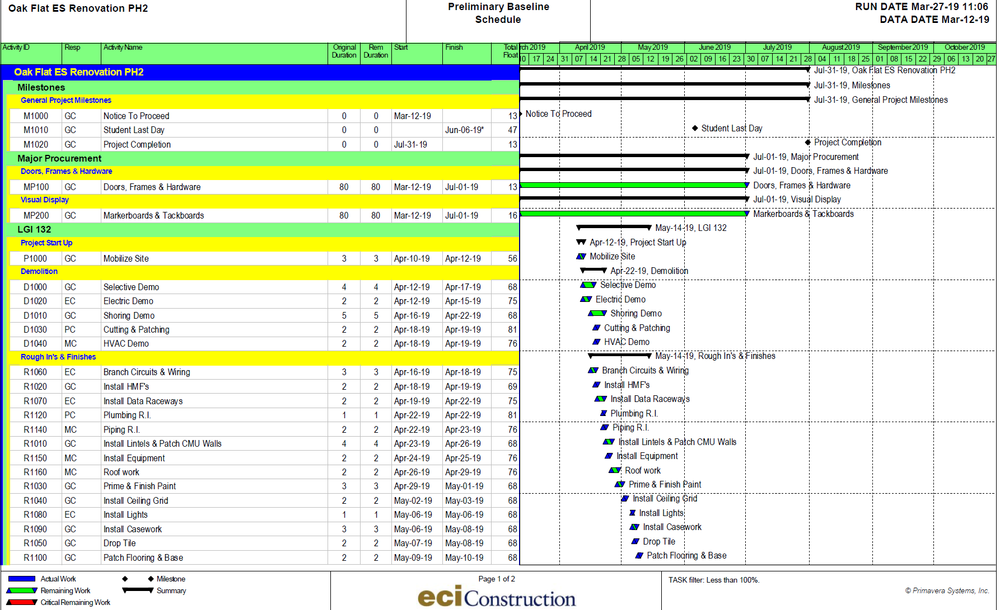 Oak Flat ES Renovation PH2
Preliminary Baseline
Schedule
RUN DATE Mar-27-19 11:06
DATA DATE Mar-12-19
Activity ID Resp Activity Name Original Duration Rem Duration Start Finish Total Float
rch 2019 April 2019 May 2019 June 2019 July 2019 August 2019 September 2019 October 2019
10 17 24 31 07 14 21 28 05 12 19 26 02 09 16 23 30 07 14 21 28 04 11 18 25 01 08 15 22 29 06 13 20 27
Oak Flat ES Renovation PH2 Jul-31-19, Oak Flat ES Renovation PH2
Milestones Jul-31-19, Milestones
General Project Milestones Jul-31-19, General Project Milestones
M1000 GC Notice To Proceed 0 0 Mar-12-19 13 Notice To Proceed
M1010 GC Student Last Day 0 0 Jun-06-19* 47 Student Last Day
M1020 GC Project Completion 0 0 Jul-31-19 13 Project Completion
Major Procurement Jul-01-19, Major Procurement
Doors, Frames & Hardware Jul-01-19, Doors, Frames & Hardware
MP100 GC Doors, Frames & Hardware 80 80 Mar-12-19 Jul-01-19 13 Doors, Frames & Hardware
Visual Display Jul-01-19, Visual Display
MP200 GC Markerboards & Tackboards 80 80 Mar-12-19 Jul-01-19 16 Markerboards & Tackboards
LGI 132 May-14-19, LGI 132
Project Start Up Apr-12-19, Project Start Up
P1000 GC Mobilize Site 3 3 Apr-10-19 Apr-12-19 56 Mobilize Site
Demolition Apr-22-19, Demolition
D1000 GC Selective Demo 4 4 Apr-12-19 Apr-17-19 68 Selective Demo
D1020 EC Electric Demo 2 2 Apr-12-19 Apr-15-19 75 Electric Demo
D1010 GC Shoring Demo 5 5 Apr-16-19 Apr-22-19 68 Shoring Demo
D1030 PC Cutting & Patching 2 2 Apr-18-19 Apr-19-19 81 Cutting & Patching
D1040 MC HVAC Demo 2 2 Apr-18-19 Apr-19-19 76 HVAC Demo
Rough In's & Finishes May-14-19, Rough In's & Finishes
R1060 EC Branch Circuits & Wiring 3 3 Apr-16-19 Apr-18-19 75 Branch Circuits & Wiring
R1020 GC Install HMF's 2 2 Apr-18-19 Apr-19-19 69 Install HMF's
R1070 EC Install Data Raceways 2 2 Apr-19-19 Apr-22-19 75 Install Data Raceways
R1120 PC Plumbing R.I. 1 1 Apr-22-19 Apr-22-19 81 Plumbing R.I.
R1140 MC Piping R.I. 2 2 Apr-22-19 Apr-23-19 76 Piping R.I.
R1010 GC Install Lintels & Patch CMU Walls 4 4 Apr-23-19 Apr-26-19 68 Install Lintels & Patch CMU Walls
R1150 MC Install Equipment 2 2 Apr-24-19 Apr-25-19 76 Install Equipment
R1160 MC Roof work 2 2 Apr-26-19 Apr-29-19 76 Roof work
R1030 GC Prime & Finish Paint 3 3 Apr-29-19 May-01-19 68 Prime & Finish Paint
R1040 GC Install Ceiling Grid 2 2 May-02-19 May-03-19 68 Install Ceiling Grid
R1080 EC Install Lights 1 1 May-06-19 May-06-19 68 Install Lights
R1090 GC Install Casework 3 3 May-06-19 May-08-19 68 Install Casework
R1050 GC Drop Tile 2 2 May-07-19 May-08-19 68 Drop Tile
R1100 GC Patch Flooring & Base 2 2 May-09-19 May-10-19 68 Patch Flooring & Base
Actual Work Milestone
Remaining Work Summary
Critical Remaining Work
Page 1 of 2
eciConstruction
TASK filter: Less than 100%.
© Primavera Systems, Inc.